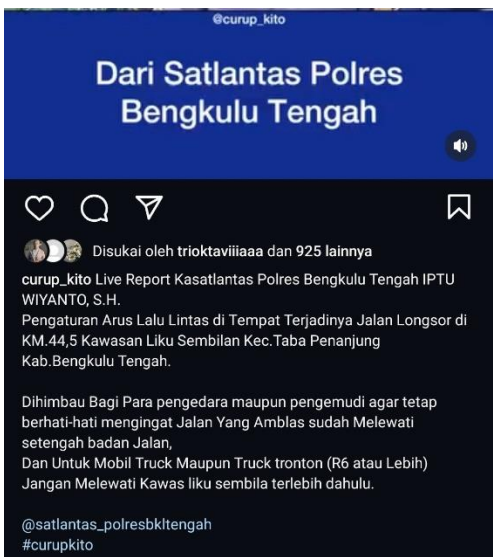 @curup_kito
Dari Satlantas Polres
Bengkulu Tengah
Disukai oleh trioktaviiiaaa dan 925 lainnya
curup_kito Live Report Kasatlantas Polres Bengkulu Tengah IPTU
WIYANTO, S.H.
Pengaturan Arus Lalu Lintas di Tempat Terjadinya Jalan Longsor di
KM.44,5 Kawasan Liku Sembilan Kec.Taba Penanjung
Kab.Bengkulu Tengah.
Dihimbau Bagi Para pengedara maupun pengemudi agar tetap
berhati-hati mengingat Jalan Yang Amblas sudah Melewati
setengah badan Jalan,
Dan Untuk Mobil Truck Maupun Truck tronton (R6 atau Lebih)
Jangan Melewati Kawas liku sembila terlebih dahulu.
@satlantas_polresbkltengah
#curupkito